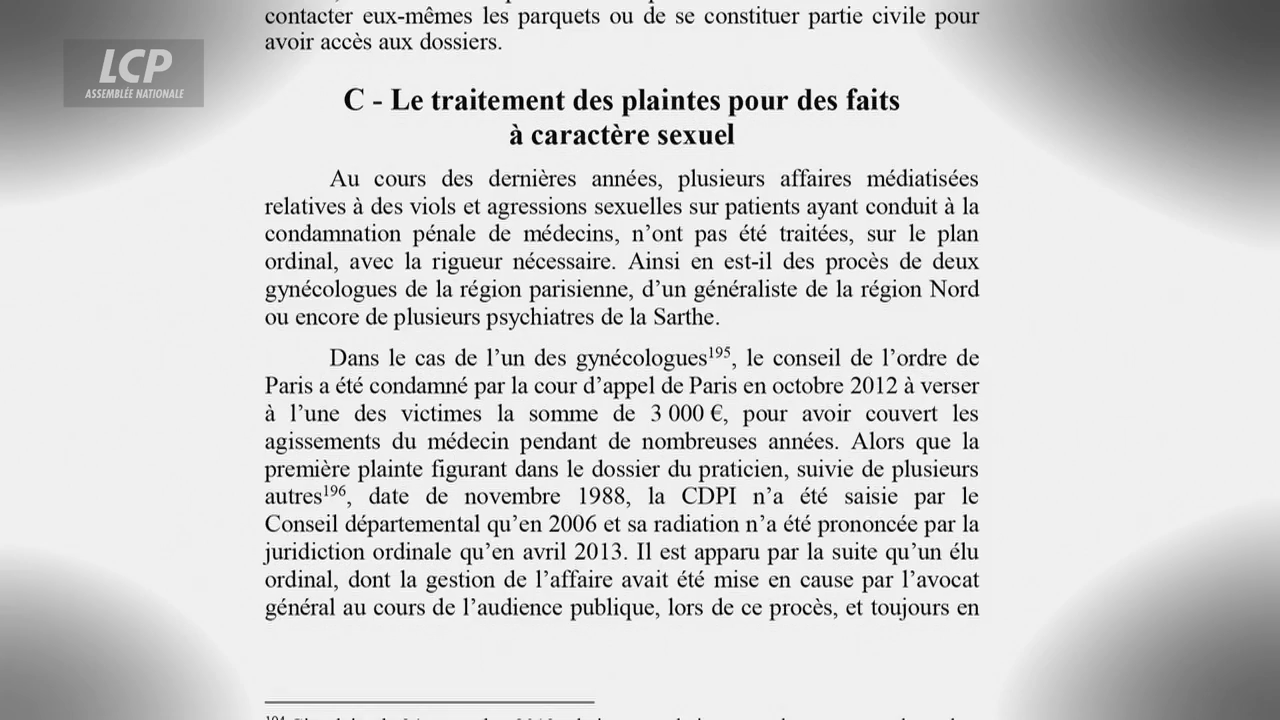 contacter eux-mêmes les parquets ou de se constituer partie civile pour
avoir accès aux dossiers.
LCP
ASSEMBLÉE NATIONALE
C - Le traitement des plaintes pour des faits
à caractère sexuel
Au cours des dernières années, plusieurs affaires médiatisées
relatives à des viols et agressions sexuelles sur patients ayant conduit à la
condamnation pénale de médecins, n’ont pas été traitées, sur le plan
ordinal, avec la rigueur nécessaire. Ainsi en est-il des procès de deux
gynécologues de la région parisienne, d’un généraliste de la région Nord
ou encore de plusieurs psychiatres de la Sarthe.
Dans le cas de l’un des gynécologues195, le conseil de l’ordre de
Paris a été condamné par la cour d’appel de Paris en octobre 2012 à verser
à l’une des victimes la somme de 3 000 €, pour avoir couvert les
agissements du médecin pendant de nombreuses années. Alors que la
première plainte figurant dans le dossier du praticien, suivie de plusieurs
autres196, date de novembre 1988, la CDPI n’a été saisie par le
Conseil départemental qu’en 2006 et sa radiation n’a été prononcée par la
juridiction ordinale qu’en avril 2013. Il est apparu par la suite qu’un élu
ordinal, dont la gestion de l’affaire avait été mise en cause par l’avocat
général au cours de l’audience publique, lors de ce procès, et toujours en